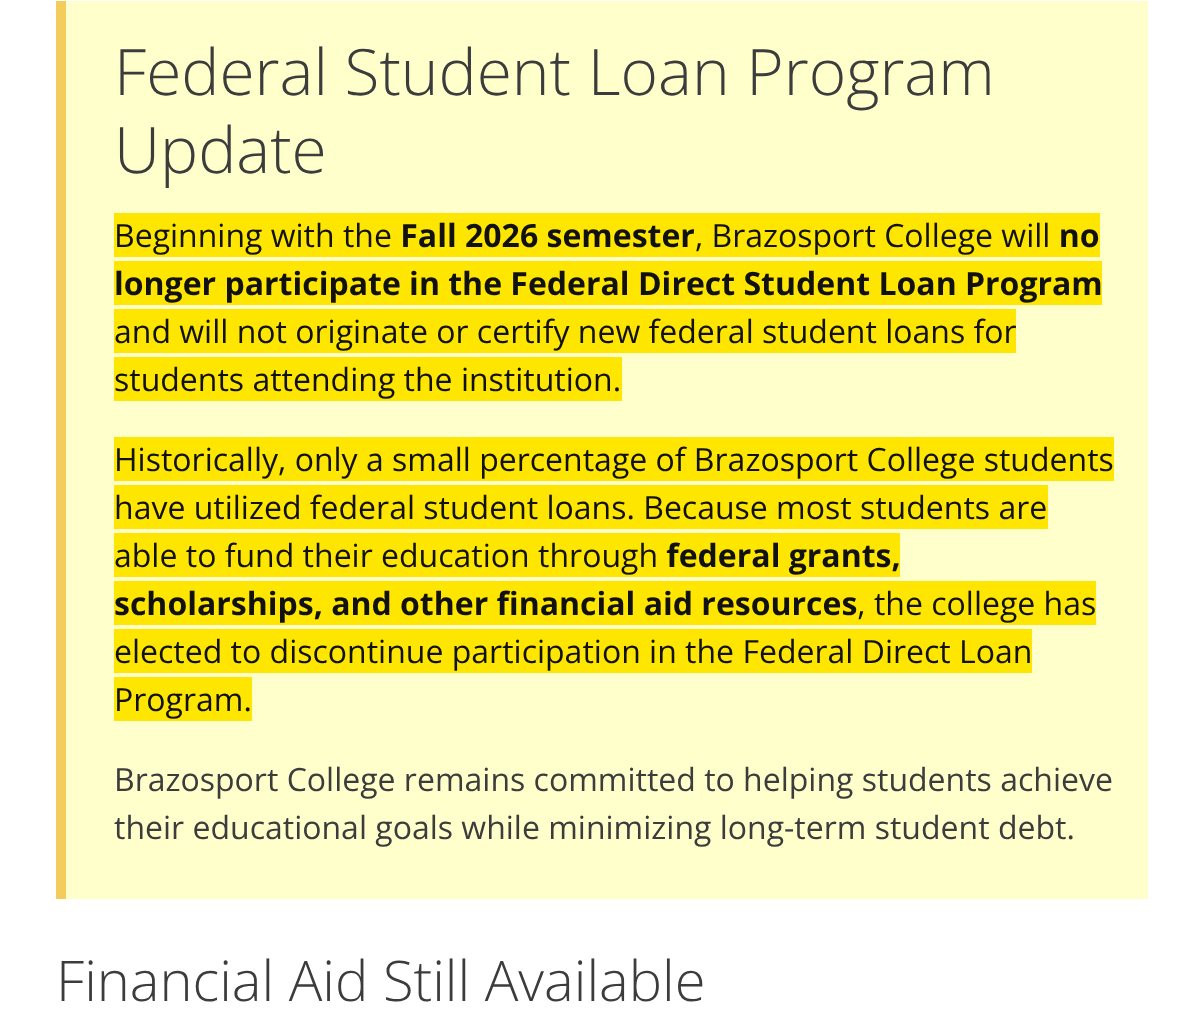 Federal Student Loan Program
Update
Beginning with the Fall 2026 semester, Brazosport College will no
longer participate in the Federal Direct Student Loan Program
and will not originate or certify new federal student loans for
students attending the institution.
Historically, only a small percentage of Brazosport College students
have utilized federal student loans. Because most students are
able to fund their education through federal grants,
scholarships, and other financial aid resources, the college has
elected to discontinue participation in the Federal Direct Loan
Program.
Brazosport College remains committed to helping students achieve
their educational goals while minimizing long-term student debt.
Financial Aid Still Available